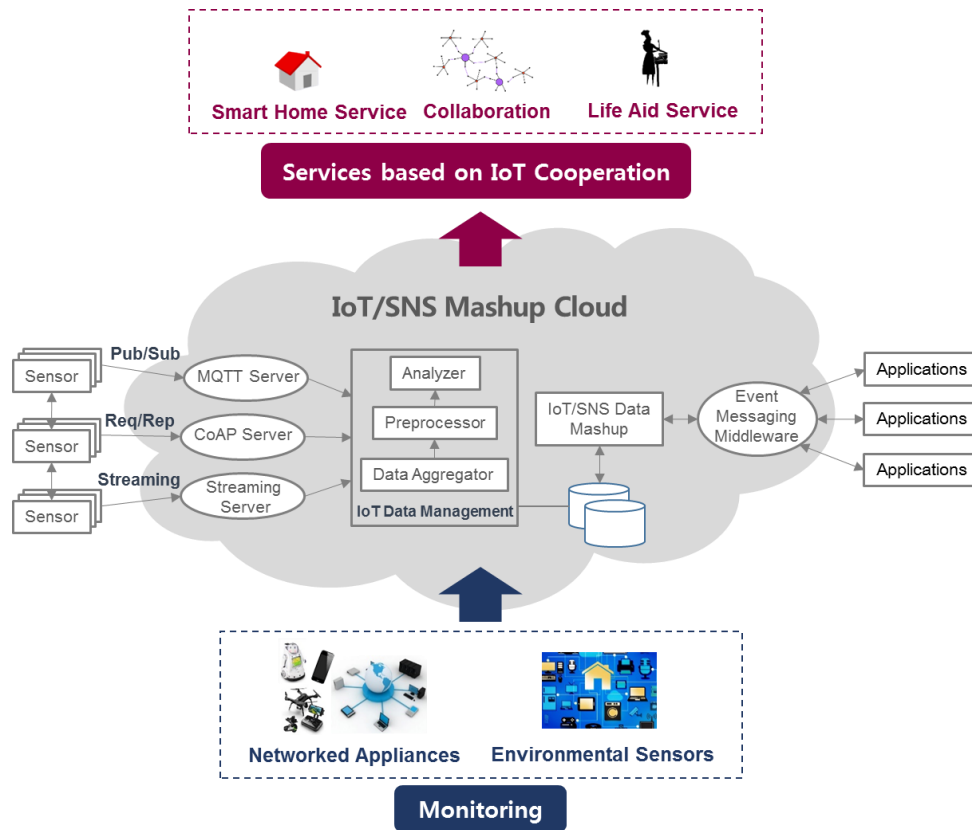 Smart Home Service
Collaboration
Life Aid Service
Services based on IoT Cooperation
IoT/SNS Mashup Cloud
Pub/Sub
Sensor
MQTT Server
Req/Rep
Sensor
CoAP Server
Streaming
Sensor
Streaming
Server
Analyzer
Preprocessor
Data Aggregator
IoT Data Management
IoT/SNS Data
Mashup
Event
Messaging
Middleware
Applications
Applications
Applications
Networked Appliances
Environmental Sensors
Monitoring